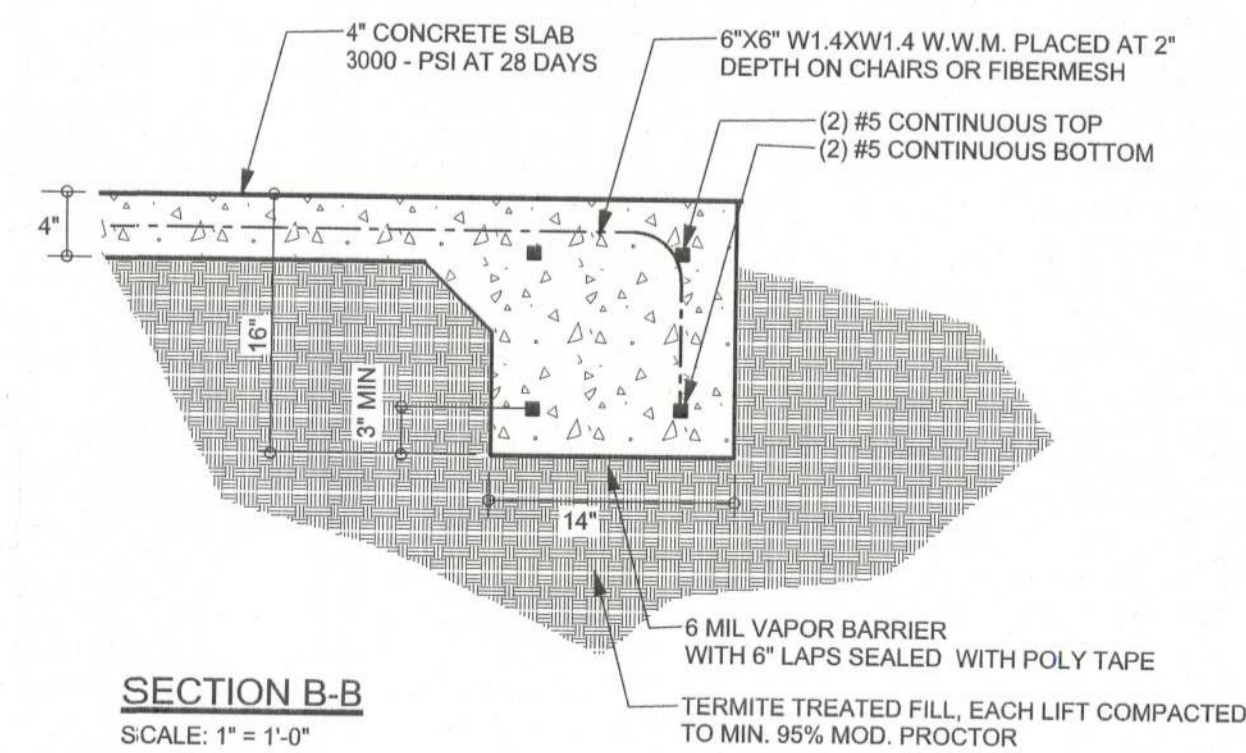 4" CONCRETE SLAB
3000 - PSI AT 28 DAYS
6"X6" W1.4XW1.4 W.W.M. PLACED AT 2"
DEPTH ON CHAIRS OR FIBERMESH
(2) #5 CONTINUOUS TOP
(2) #5 CONTINUOUS BOTTOM
4"
16"
3" MIN
14"
6 MIL VAPOR BARRIER
WITH 6" LAPS SEALED WITH POLY TAPE
TERMITE TREATED FILL, EACH LIFT COMPACTED
TO MIN. 95% MOD. PROCTOR
SECTION B-B
SCALE: 1" = 1'-0"